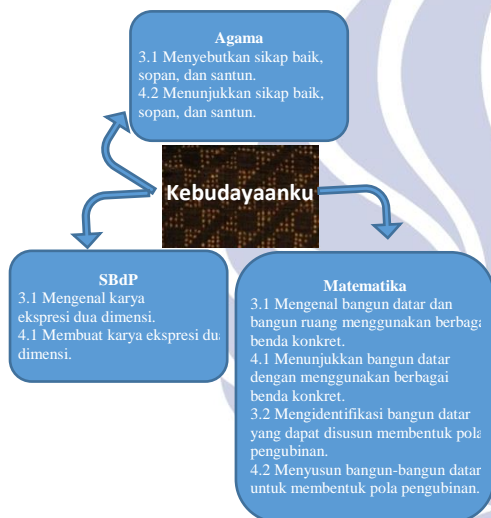 Agama
3.1 Menyebutkan sikap baik,
sopan, dan santun.
4.2 Menunjukkan sikap baik,
sopan, dan santun.
Kebudayaanku
SBdP
3.1 Mengenal karya
ekspresi dua dimensi.
4.1 Membuat karya ekspresi dua
dimensi.
Matematika
3.1 Mengenal bangun datar dan
bangun ruang menggunakan berbaga
benda konkret.
4.1 Menunjukkan bangun datar
dengan menggunakan berbagai
benda konkret.
3.2 Mengidentifikasi bangun datar
yang dapat disusun membentuk pola
pengubinan.
4.2 Menyusun bangun-bangun datar
untuk membentuk pola pengubinan.